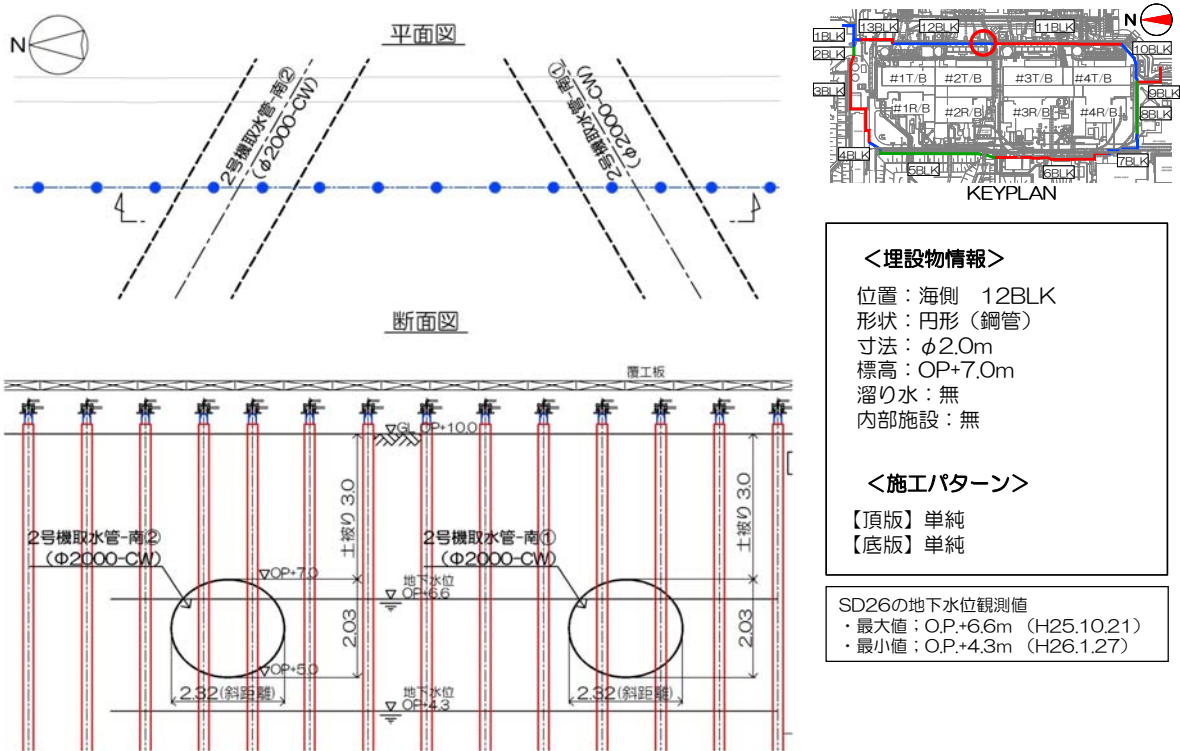 N
平面図
2号機取水管-南②
(φ2000-CW)
2号機取水管-南①
(φ2000-CW)
断面図
覆工板
▽GL OP+10.0
土被り 3.0
土被り 3.0
2号機取水管-南②
(Φ2000-CW)
2号機取水管-南①
(Φ2000-CW)
▽OP+7.0
地下水位
▽ OP+6.6
2.03
2.03
▽OP+5.0
2.32(斜距離)
2.32(斜距離)
地下水位
▽ OP+4.3
N
1BLK
13BLK
12BLK
11BLK
10BLK
2BLK
3BLK
#1T/B
#2T/B
#3T/B
#4T/B
9BLK
8BLK
#1R/B
#2R/B
#3R/B
#4R/B
4BLK
5BLK
6BLK
7BLK
KEYPLAN
＜埋設物情報＞
位置：海側 12BLK
形状：円形（鋼管）
寸法：φ2.0m
標高：OP+7.0m
溜り水：無
内部施設：無
＜施工パターン＞
【頂版】単純
【底版】単純
SD26の地下水位観測値
・最大値；O.P.+6.6m （H25.10.21）
・最小値；O.P.+4.3m （H26.1.27）